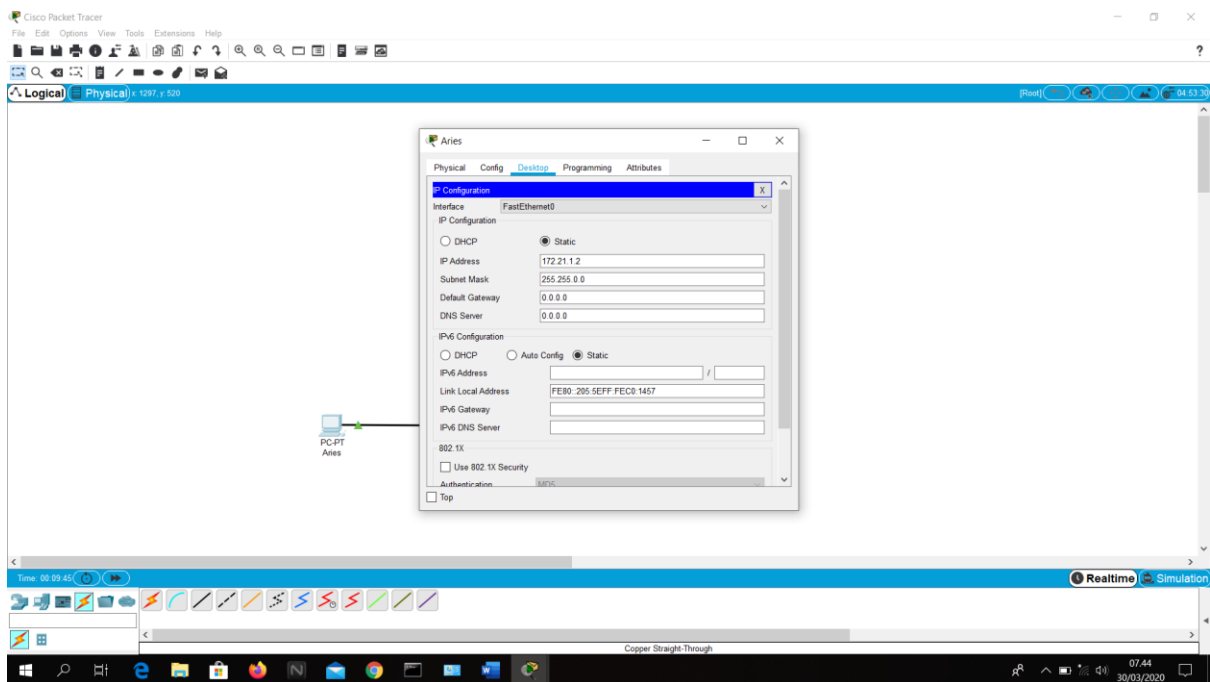 Cisco Packet Tracer
File Edit Options View Tools Extensions Help
?
Logical Physical x: 1297, y: 520 [Root] 04:53:30
Aries
Physical Config Desktop Programming Attributes
IP Configuration X
Interface FastEthernet0
IP Configuration
DHCP Static
IP Address 172.21.1.2
Subnet Mask 255.255.0.0
Default Gateway 0.0.0.0
DNS Server 0.0.0.0
IPv6 Configuration
DHCP Auto Config Static
IPv6 Address /
Link Local Address FE80::205:5EFF:FEC0:1457
IPv6 Gateway
IPv6 DNS Server
802.1X
Use 802.1X Security
Authentication MD5
Top
PC-PT
Aries
Time: 00:09:45 Realtime Simulation
Copper Straight-Through
07.44
30/03/2020